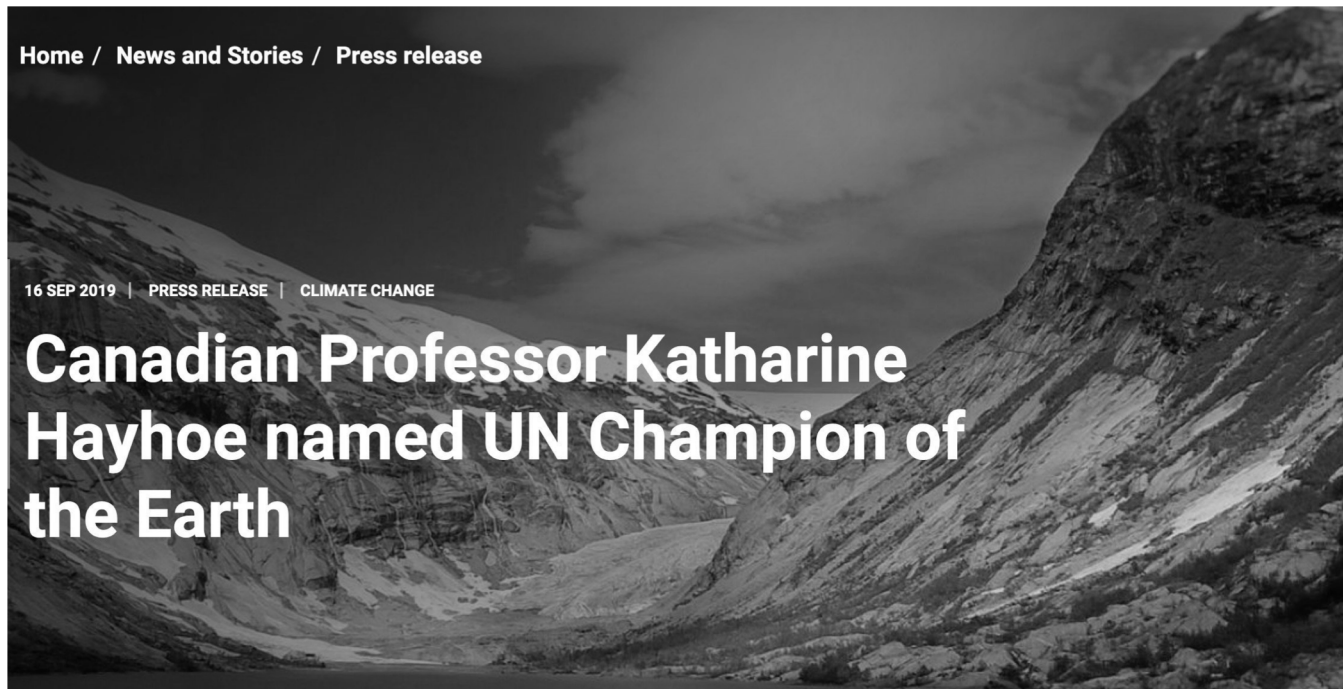 Home / News and Stories / Press release
16 SEP 2019 | PRESS RELEASE | CLIMATE CHANGE
Canadian Professor Katharine
Hayhoe named UN Champion of
the Earth